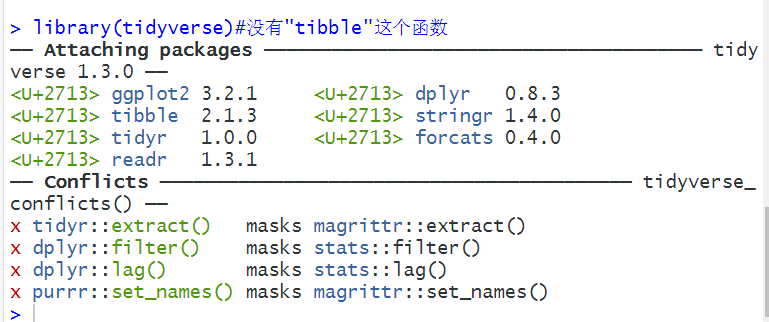 > library(tidyverse)#没有"tibble"这个函数
── Attaching packages ─────────────────────────────────────── tidy
verse 1.3.0 ──
<U+2713> ggplot2 3.2.1     <U+2713> dplyr   0.8.3
<U+2713> tibble  2.1.3     <U+2713> stringr 1.4.0
<U+2713> tidyr   1.0.0     <U+2713> forcats 0.4.0
<U+2713> readr   1.3.1
── Conflicts ────────────────────────────────────────── tidyverse_
conflicts() ──
x tidyr::extract()   masks magrittr::extract()
x dplyr::filter()    masks stats::filter()
x dplyr::lag()       masks stats::lag()
x purrr::set_names() masks magrittr::set_names()
>